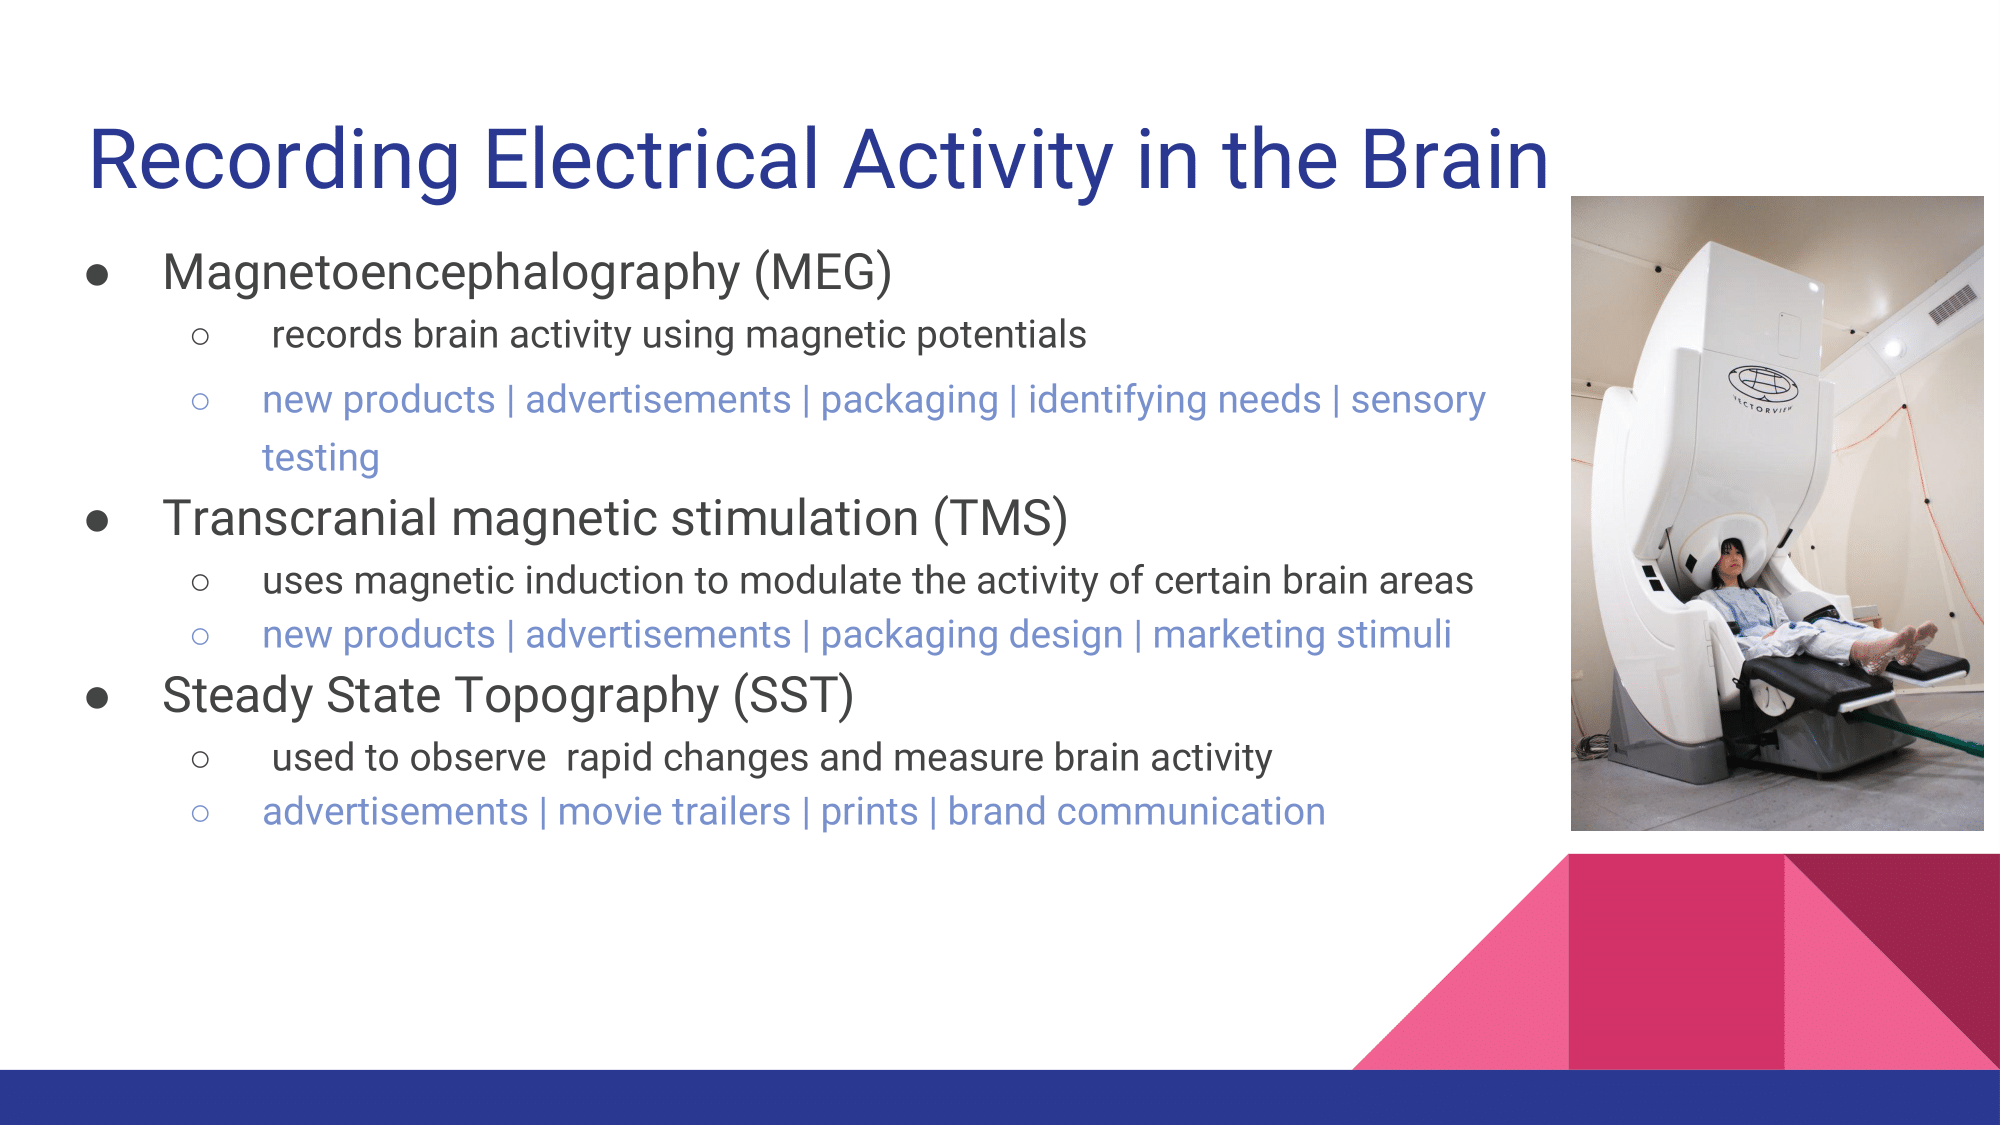 Recording Electrical Activity in the Brain
● Magnetoencephalography (MEG)
○ records brain activity using magnetic potentials
○ new products | advertisements | packaging | identifying needs | sensory
testing
● Transcranial magnetic stimulation (TMS)
○ uses magnetic induction to modulate the activity of certain brain areas
○ new products | advertisements | packaging design | marketing stimuli
● Steady State Topography (SST)
○ used to observe  rapid changes and measure brain activity
○ advertisements | movie trailers | prints | brand communication
VECTORVIEW